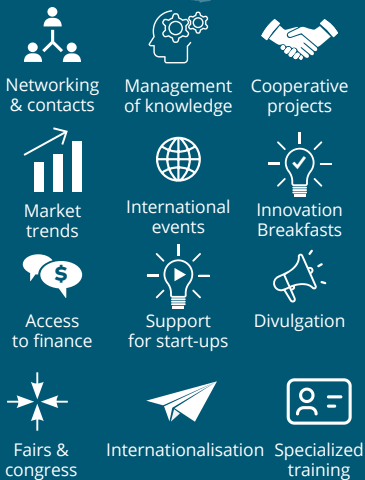 Networking
& contacts
Management
of knowledge
Cooperative
projects
Market
trends
International
events
Innovation
Breakfasts
$
Access
to finance
Support
for start-ups
Divulgation
Fairs &
congress
Internationalisation
Specialized
training